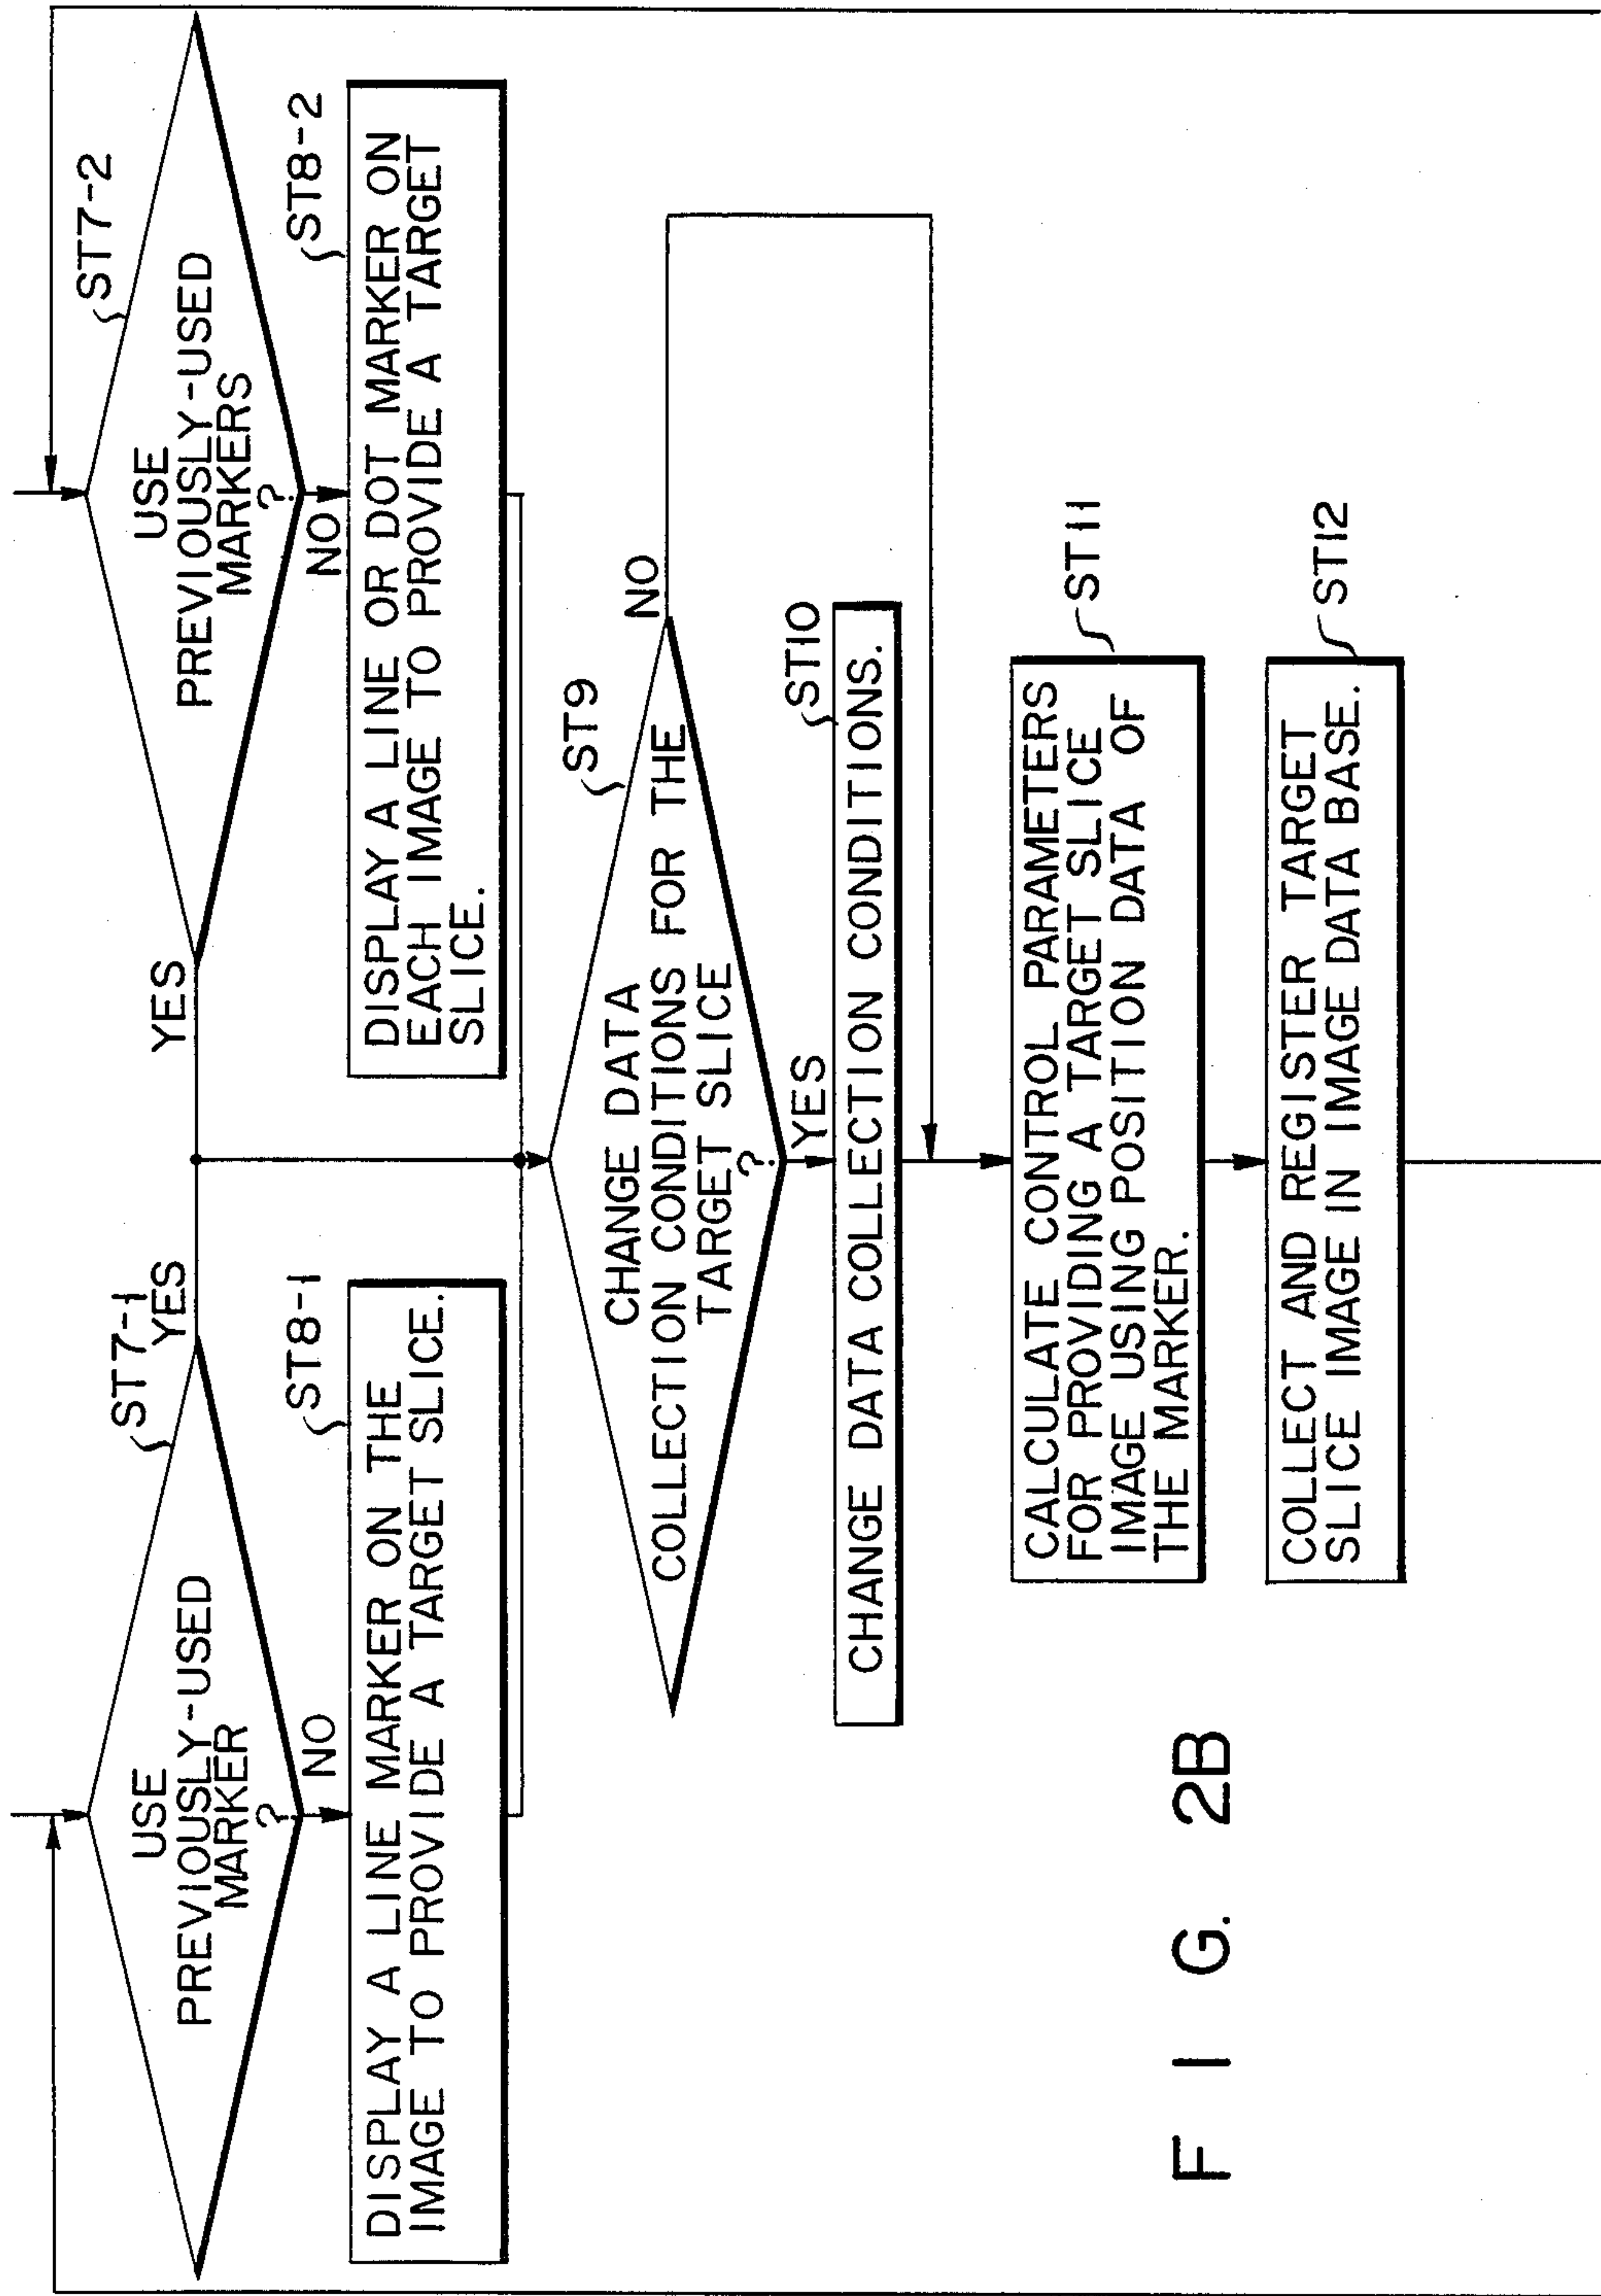 ST7-1
USE
PREVIOUSLY-USED
MARKER
?
YES
NO
ST8-1
DISPLAY A LINE MARKER ON THE
IMAGE TO PROVIDE A TARGET SLICE.
ST7-2
USE
PREVIOUSLY-USED
MARKERS
?
YES
NO
ST8-2
DISPLAY A LINE OR DOT MARKER ON
EACH IMAGE TO PROVIDE A TARGET
SLICE.
ST9
CHANGE DATA
COLLECTION CONDITIONS FOR THE
TARGET SLICE
?
NO
YES
ST10
CHANGE DATA COLLECTION CONDITIONS.
ST11
CALCULATE CONTROL PARAMETERS
FOR PROVIDING A TARGET SLICE
IMAGE USING POSITION DATA OF
THE MARKER.
ST12
COLLECT AND REGISTER TARGET
SLICE IMAGE IN IMAGE DATA BASE.
F I G. 2B